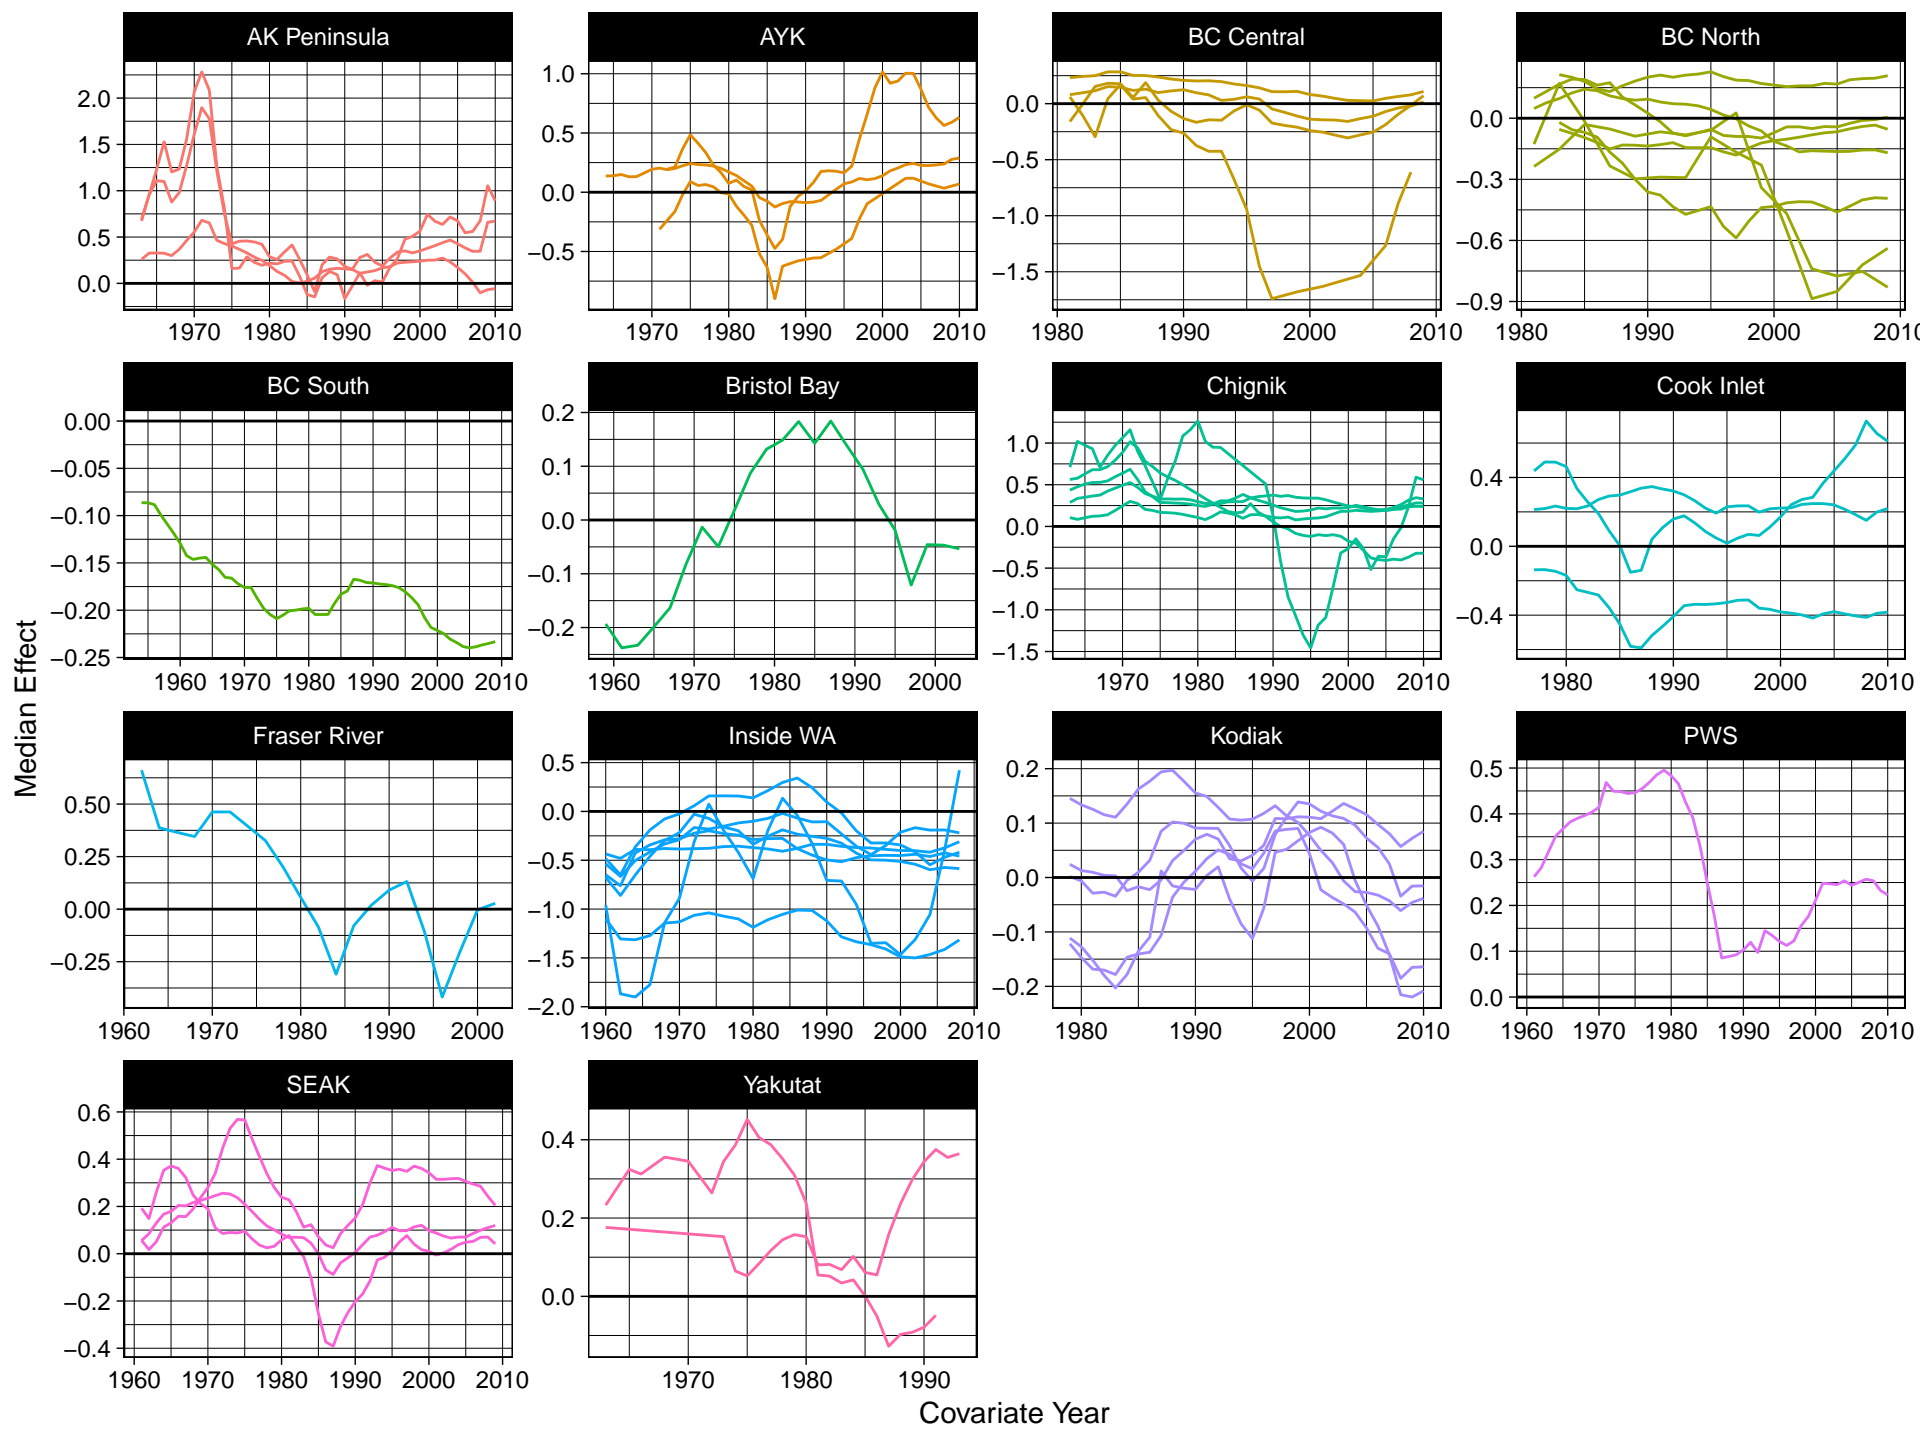 AK Peninsula
AYK
BC Central
BC North
2.0
1.5
1.0
0.5
0.0
1970 1980 1990 2000 2010
1.0
0.5
0.0
−0.5
1970 1980 1990 2000 2010
0.0
−0.5
−1.0
−1.5
1980 1990 2000 2010
0.0
−0.3
−0.6
−0.9
1980 1990 2000 2010
BC South
Bristol Bay
Chignik
Cook Inlet
0.00
−0.05
−0.10
−0.15
−0.20
−0.25
1960 1970 1980 1990 2000 2010
0.2
0.1
0.0
−0.1
−0.2
1960 1970 1980 1990 2000
1.0
0.5
0.0
−0.5
−1.0
−1.5
1970 1980 1990 2000 2010
0.4
0.0
−0.4
1980 1990 2000 2010
Median Effect
Fraser River
Inside WA
Kodiak
PWS
0.50
0.25
0.00
−0.25
1960 1970 1980 1990 2000
0.5
0.0
−0.5
−1.0
−1.5
−2.0
1960 1970 1980 1990 2000 2010
0.2
0.1
0.0
−0.1
−0.2
1980 1990 2000 2010
0.5
0.4
0.3
0.2
0.1
0.0
1960 1970 1980 1990 2000 2010
SEAK
Yakutat
0.6
0.4
0.2
0.0
−0.2
−0.4
1960 1970 1980 1990 2000 2010
0.4
0.2
0.0
1970 1980 1990
Covariate Year